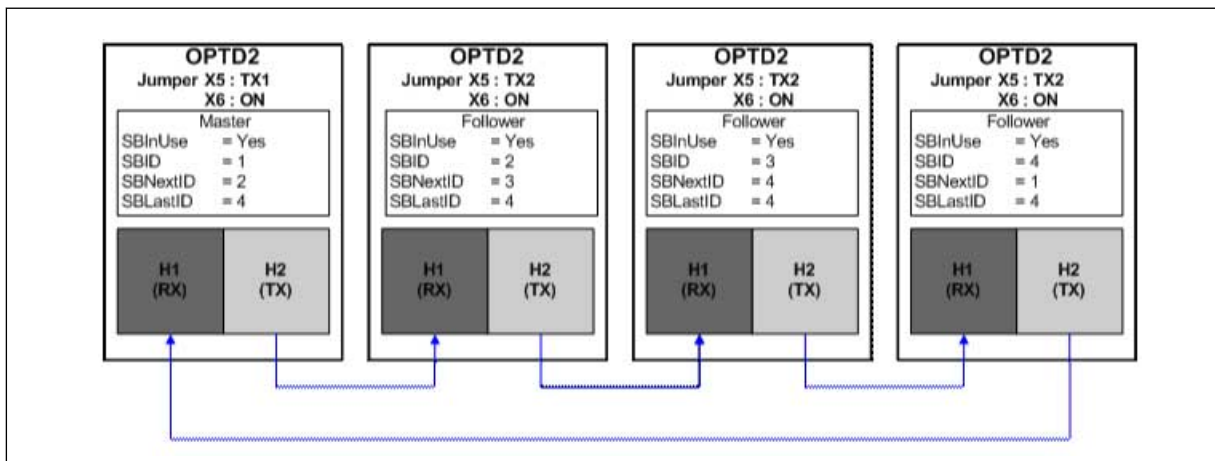 OPTD2
Jumper X5 : TX1
X6 : ON
Master
SBInUse = Yes
SBID = 1
SBNextID = 2
SBLastID = 4
H1
(RX)
H2
(TX)
OPTD2
Jumper X5 : TX2
X6 : ON
Follower
SBInUse = Yes
SBID = 2
SBNextID = 3
SBLastID = 4
H1
(RX)
H2
(TX)
OPTD2
Jumper X5 : TX2
X6 : ON
Follower
SBInUse = Yes
SBID = 3
SBNextID = 4
SBLastID = 4
H1
(RX)
H2
(TX)
OPTD2
Jumper X5 : TX2
X6 : ON
Follower
SBInUse = Yes
SBID = 4
SBNextID = 1
SBLastID = 4
H1
(RX)
H2
(TX)